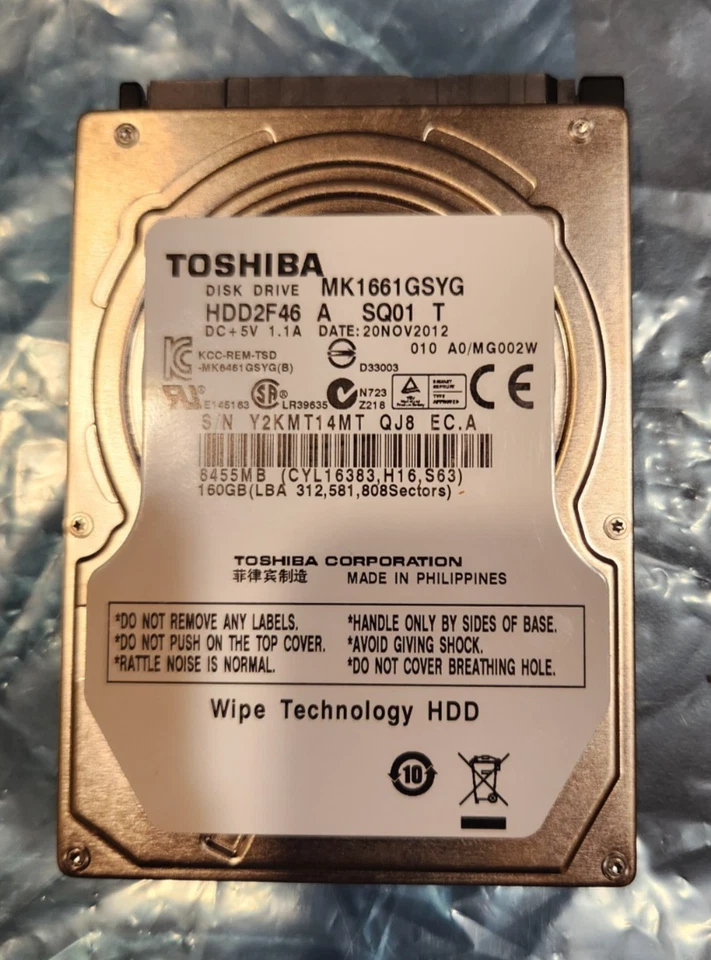 TOSHIBA
DISK DRIVE MK1661GSYG
HDD2F46 A SQ01 T
DC+5V 1.1A DATE:20NOV2012
010 A0/MG002W
KCC-REM-TSD
-MK6461GSYG(B)
D33003
E145163 LR39635 N723
Z216
CE
S/N Y2KMT14MT QJ8 EC.A
8455MB (CYL16383,H16,S63)
160GB(LBA 312,581,808Sectors)
TOSHIBA CORPORATION
菲律宾制造 MADE IN PHILIPPINES
*DO NOT REMOVE ANY LABELS. *HANDLE ONLY BY SIDES OF BASE.
*DO NOT PUSH ON THE TOP COVER. *AVOID GIVING SHOCK.
*RATTLE NOISE IS NORMAL. *DO NOT COVER BREATHING HOLE.
Wipe Technology HDD
10